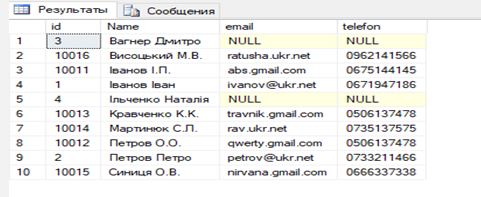 Результаты Сообщения
id Name email telefon
1 3 Вагнер Дмитро NULL NULL
2 10016 Висоцький М.В. ratusha.ukr.net 0962141566
3 10011 Іванов І.П. abs.gmail.com 0675144145
4 1 Іванов Іван ivanov@ukr.net 0671947186
5 4 Ільченко Наталія NULL NULL
6 10013 Кравченко К.К. travnik.gmail.com 0506137478
7 10014 Мартинюк С.Л. rav.ukr.net 0735137575
8 10012 Петров О.О. qwerty.gmail.com 0506137478
9 2 Петров Петро petrov@ukr.net 0733211466
10 10015 Синиця О.В. nirvana.gmail.com 0666337338